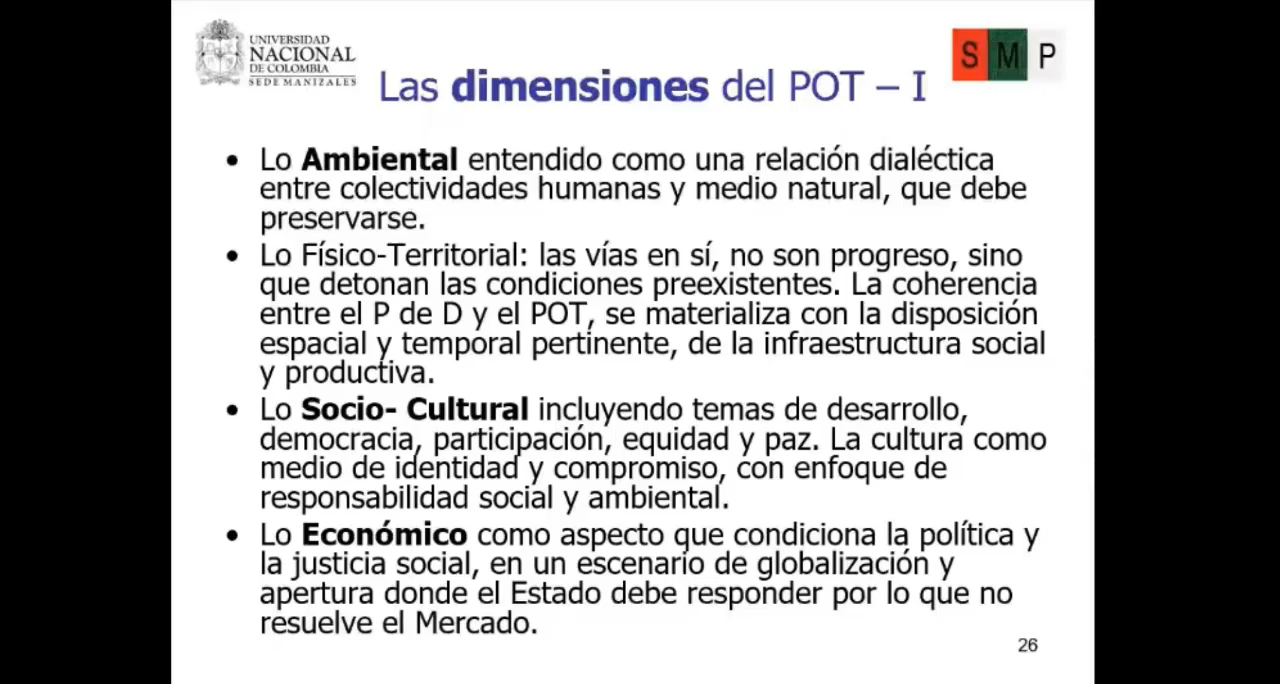 UNIVERSIDAD
NACIONAL
DE COLOMBIA
SEDE MANIZALES
S M P
Las dimensiones del POT – I
• Lo Ambiental entendido como una relación dialéctica
entre colectividades humanas y medio natural, que debe
preservarse.
• Lo Físico-Territorial: las vías en sí, no son progreso, sino
que detonan las condiciones preexistentes. La coherencia
entre el P de D y el POT, se materializa con la disposición
espacial y temporal pertinente, de la infraestructura social
y productiva.
• Lo Socio- Cultural incluyendo temas de desarrollo,
democracia, participación, equidad y paz. La cultura como
medio de identidad y compromiso, con enfoque de
responsabilidad social y ambiental.
• Lo Económico como aspecto que condiciona la política y
la justicia social, en un escenario de globalización y
apertura donde el Estado debe responder por lo que no
resuelve el Mercado.
26